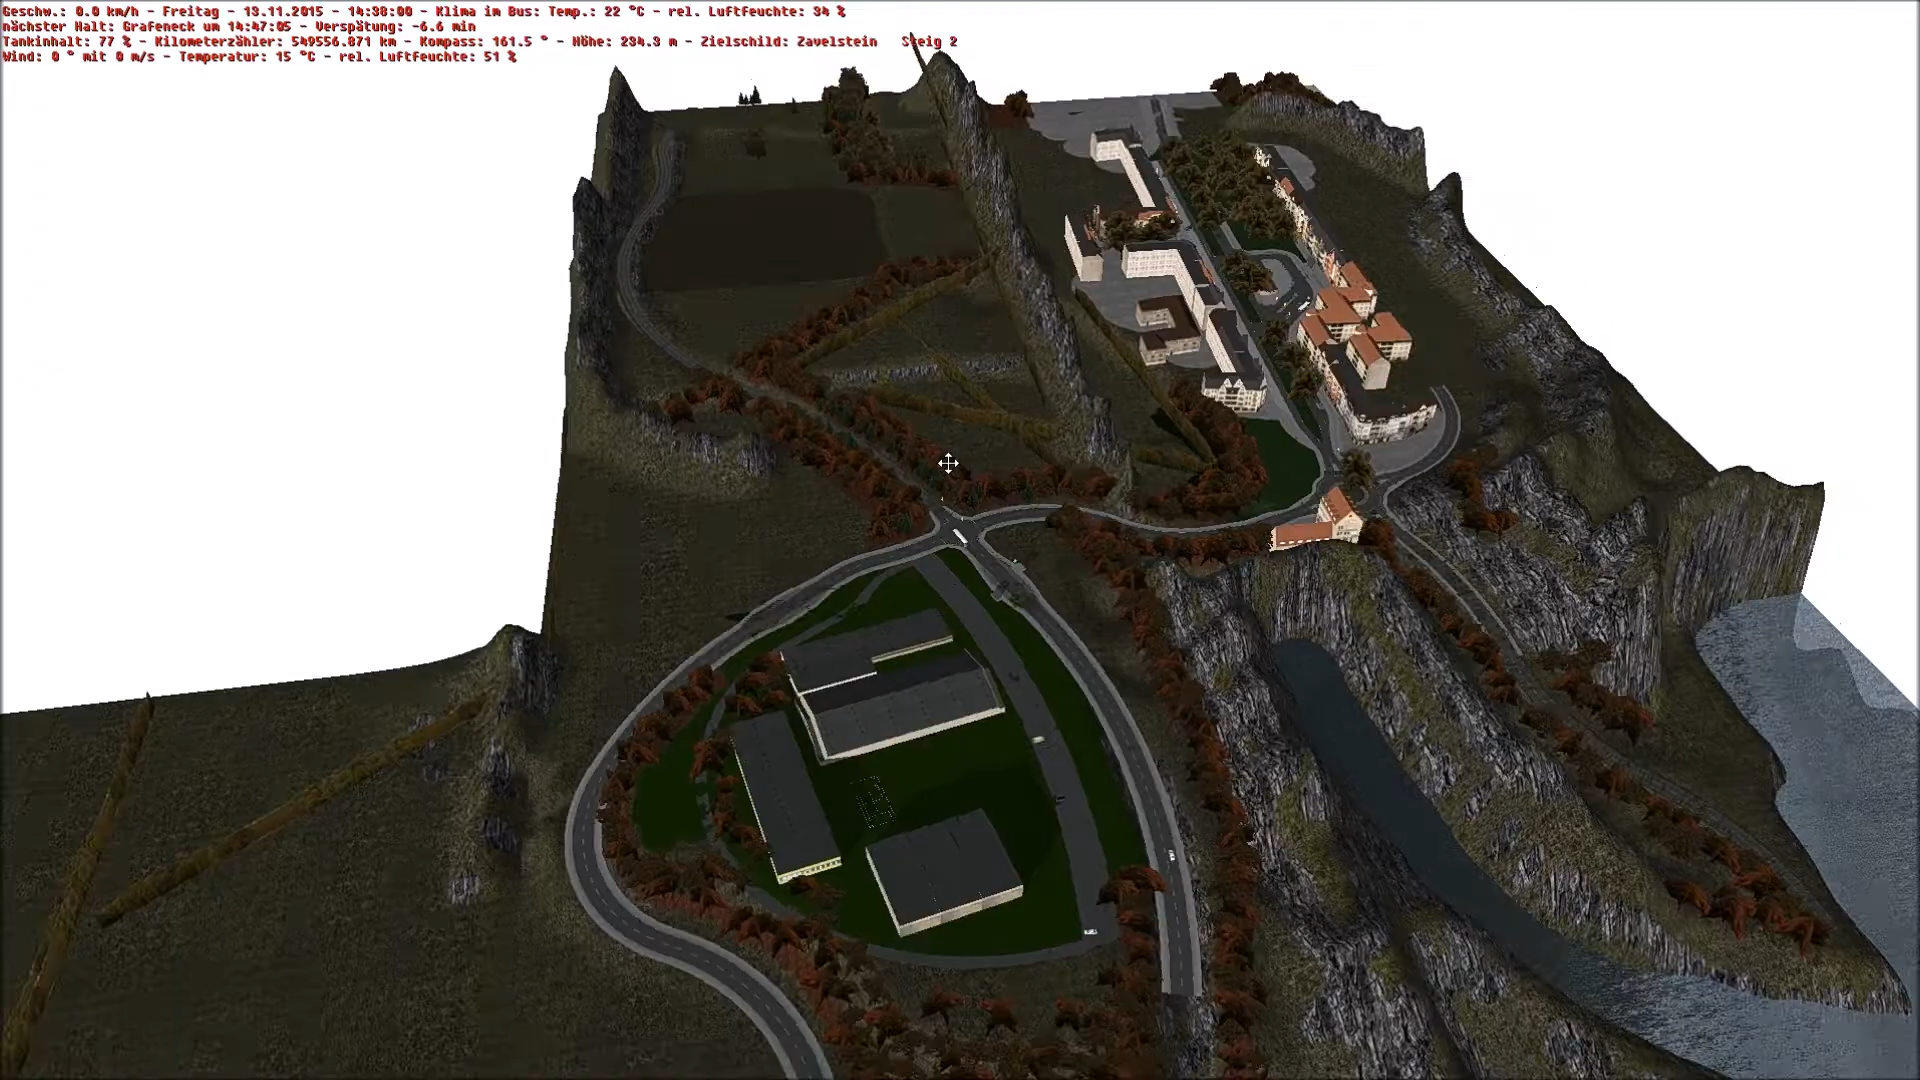 Geschw.: 0.0 km/h - Freitag - 13.11.2015 - 14:38:00 - Klima im Bus: Temp.: 22 °C - rel. Luftfeuchte: 34 %
nächster Halt: Grafeneck um 14:47:05 - Verspätung: -6.6 min
Tankinhalt: 77 % - Kilometerzähler: 549556.871 km - Kompass: 161.5 ° - Höhe: 234.3 m - Zielschild: Zavelstein Steig 2
Wind: 0 ° mit 0 m/s - Temperatur: 15 °C - rel. Luftfeuchte: 51 %